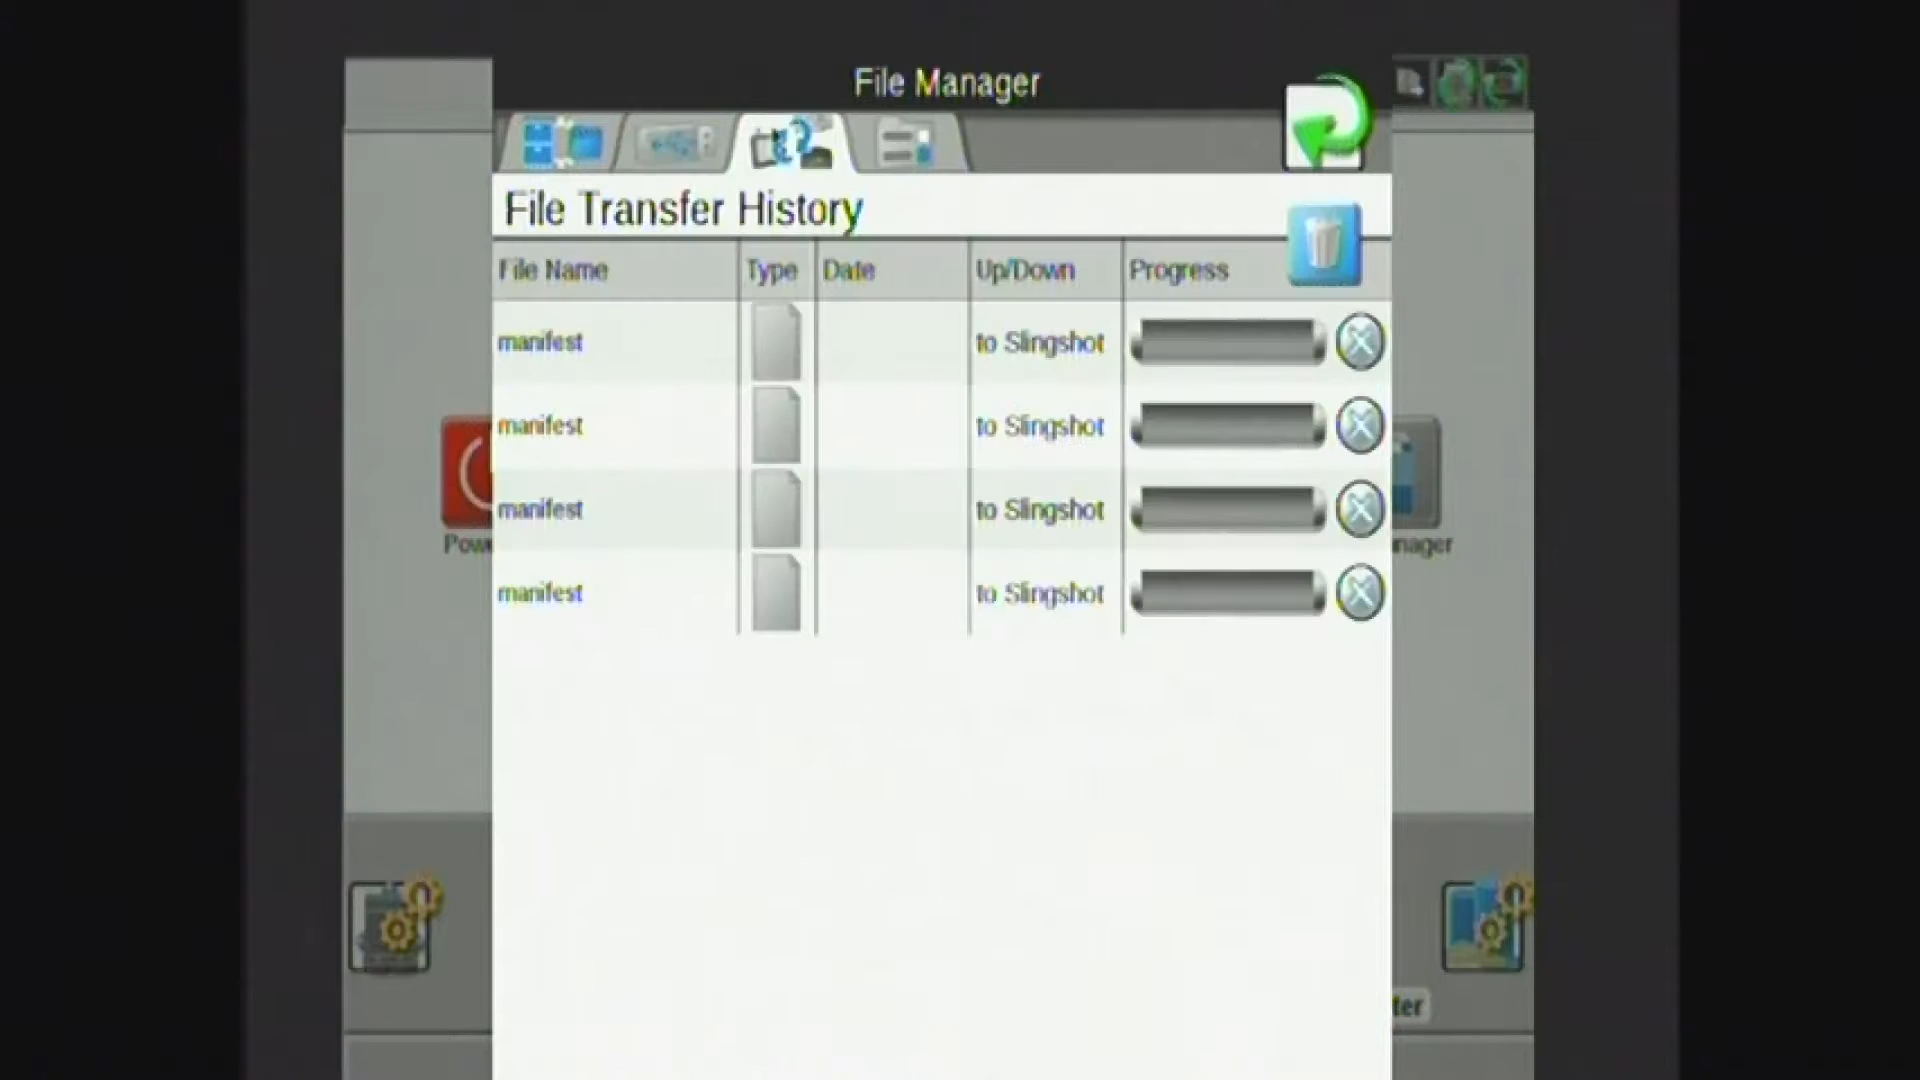 File Manager
File Transfer History
File Name Type Date Up/Down Progress
manifest to Slingshot
manifest to Slingshot
manifest to Slingshot
manifest to Slingshot